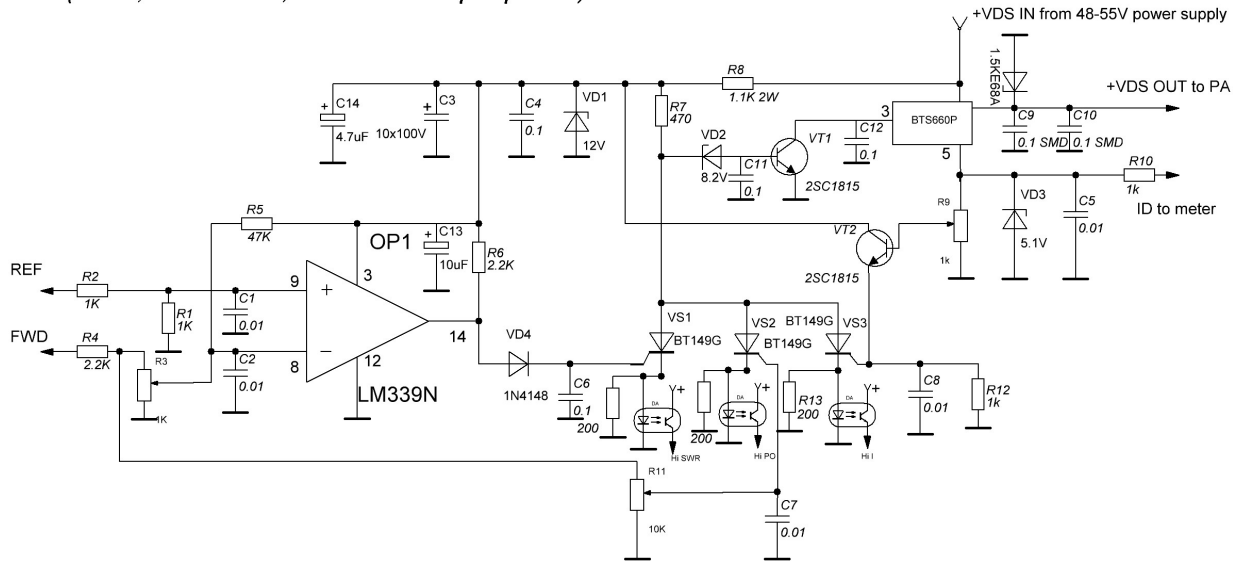 +VDS IN from 48-55V power supply
1.5KE68A
+VDS OUT to PA
R8
1.1K 2W
3
BTS660P
5
C14
4.7uF
C3
10x100V
C4
0.1
VD1
12V
R7
470
VD2
8.2V
C11
0.1
VT1
2SC1815
C12
0.1
C9
0.1 SMD
C10
0.1 SMD
R10
1k
ID to meter
R9
1k
VD3
5.1V
C5
0.01
VT2
2SC1815
R5
47K
OP1
C13
10uF
R6
2.2K
3
REF
R2
1K
R1
1K
C1
0.01
9
+
FWD
R4
2.2K
R3
1K
C2
0.01
8
−
12
14
LM339N
VD4
1N4148
C6
0.1
VS1
BT149G
VS2
BT149G
BT149G
VS3
200
DA
Y+
Hi SWR
200
DA
Y+
Hi PO
R13
200
DA
Y+
Hi I
C8
0.01
R12
1k
R11
10K
C7
0.01